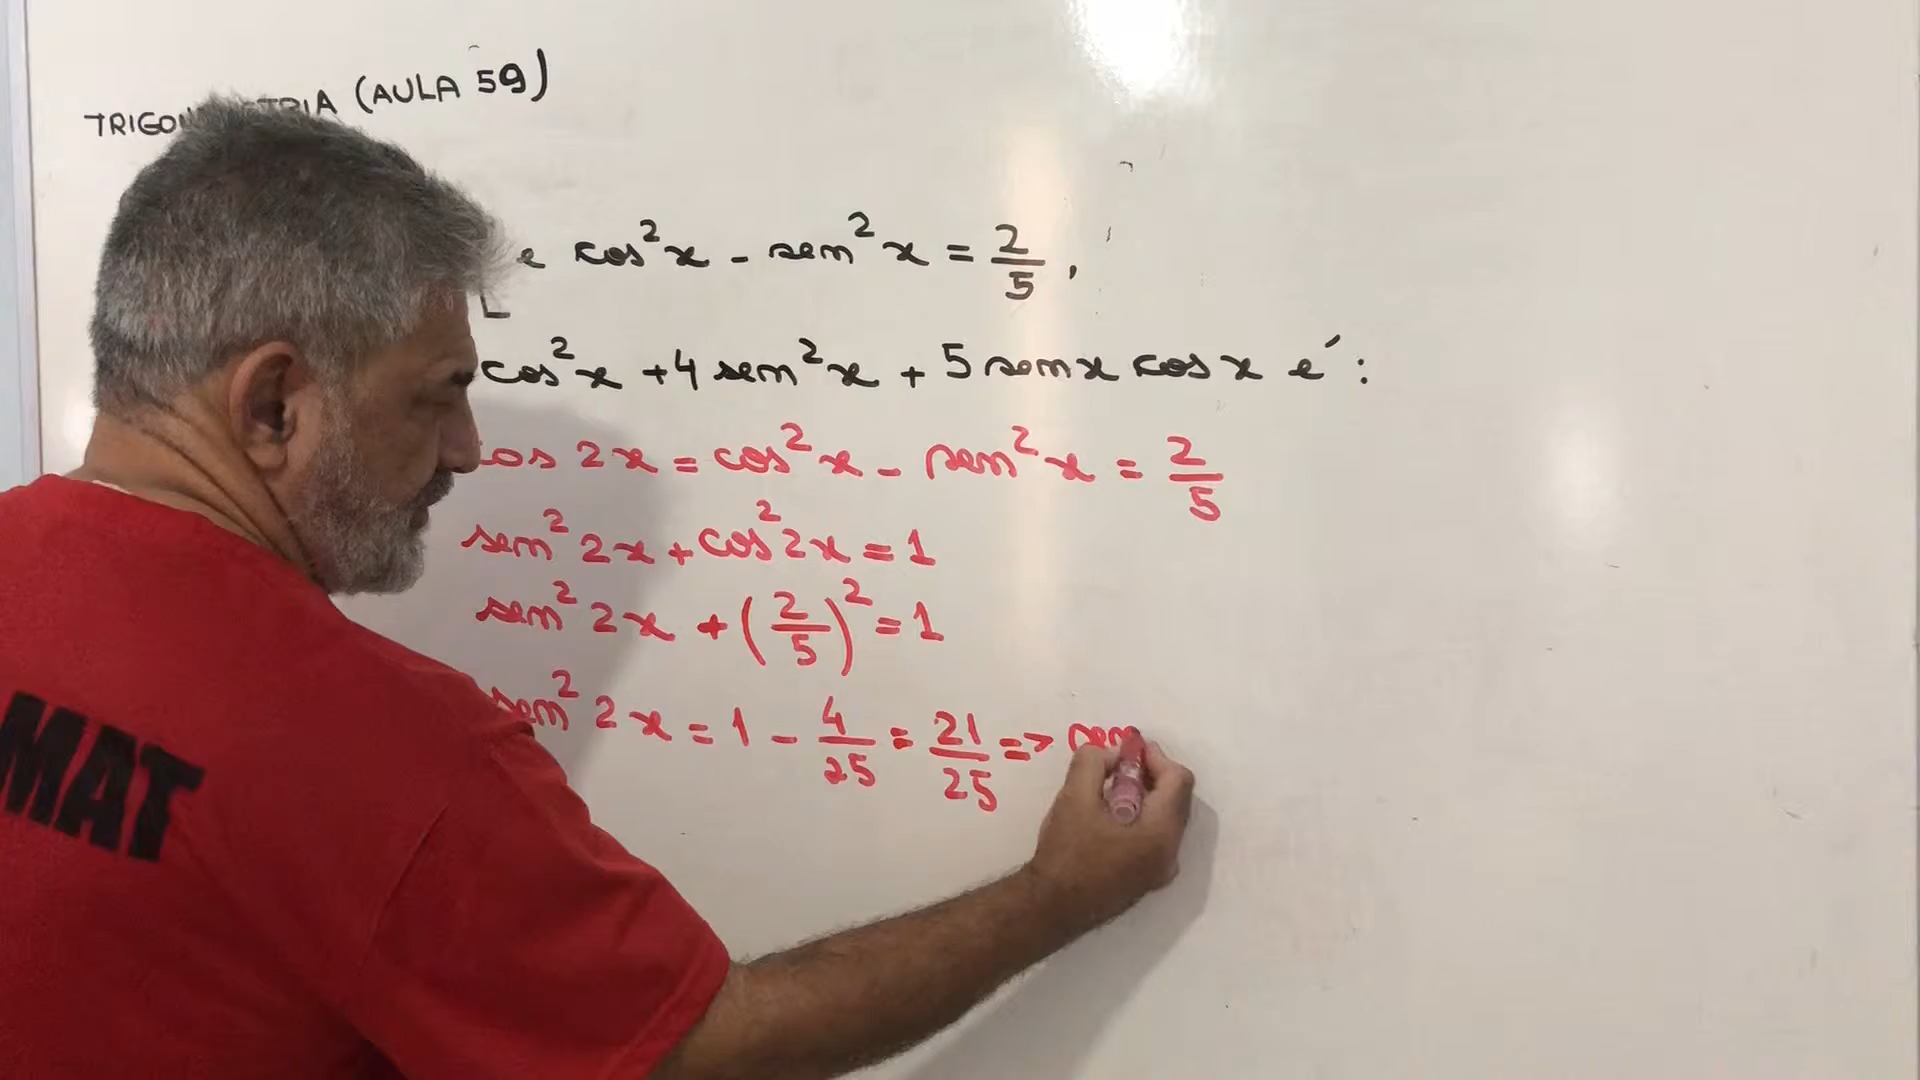 (AULA 59)
e cos²x - sen²x = 2/5,
cos²x + 4 sen²x + 5 sen x cos x é:
cos 2x = cos²x - sen²x = 2/5
sen² 2x + cos² 2x = 1
sen² 2x + (2/5)² = 1
sen² 2x = 1 - 4/25 = 21/25 => sen
MAT